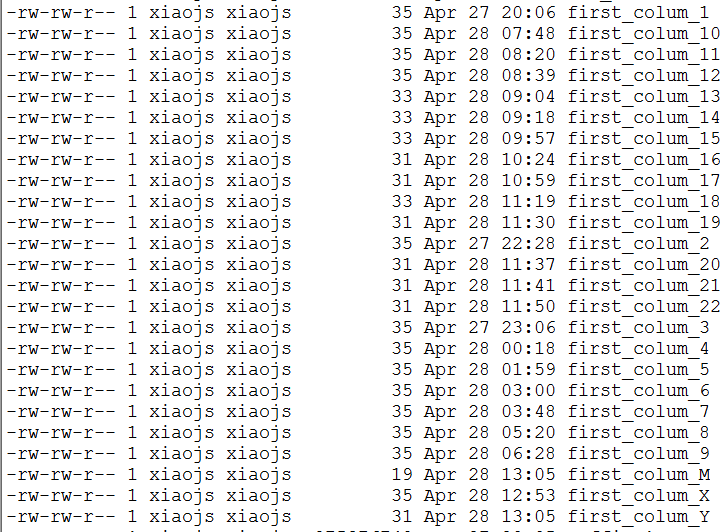 -rw-rw-r-- 1 xiaojs xiaojs 35 Apr 27 20:06 first_colum_1
-rw-rw-r-- 1 xiaojs xiaojs 35 Apr 28 07:48 first_colum_10
-rw-rw-r-- 1 xiaojs xiaojs 35 Apr 28 08:20 first_colum_11
-rw-rw-r-- 1 xiaojs xiaojs 35 Apr 28 08:39 first_colum_12
-rw-rw-r-- 1 xiaojs xiaojs 33 Apr 28 09:04 first_colum_13
-rw-rw-r-- 1 xiaojs xiaojs 33 Apr 28 09:18 first_colum_14
-rw-rw-r-- 1 xiaojs xiaojs 33 Apr 28 09:57 first_colum_15
-rw-rw-r-- 1 xiaojs xiaojs 31 Apr 28 10:24 first_colum_16
-rw-rw-r-- 1 xiaojs xiaojs 31 Apr 28 10:59 first_colum_17
-rw-rw-r-- 1 xiaojs xiaojs 33 Apr 28 11:19 first_colum_18
-rw-rw-r-- 1 xiaojs xiaojs 31 Apr 28 11:30 first_colum_19
-rw-rw-r-- 1 xiaojs xiaojs 35 Apr 27 22:28 first_colum_2
-rw-rw-r-- 1 xiaojs xiaojs 31 Apr 28 11:37 first_colum_20
-rw-rw-r-- 1 xiaojs xiaojs 31 Apr 28 11:41 first_colum_21
-rw-rw-r-- 1 xiaojs xiaojs 31 Apr 28 11:50 first_colum_22
-rw-rw-r-- 1 xiaojs xiaojs 35 Apr 27 23:06 first_colum_3
-rw-rw-r-- 1 xiaojs xiaojs 35 Apr 28 00:18 first_colum_4
-rw-rw-r-- 1 xiaojs xiaojs 35 Apr 28 01:59 first_colum_5
-rw-rw-r-- 1 xiaojs xiaojs 35 Apr 28 03:00 first_colum_6
-rw-rw-r-- 1 xiaojs xiaojs 35 Apr 28 03:48 first_colum_7
-rw-rw-r-- 1 xiaojs xiaojs 35 Apr 28 05:20 first_colum_8
-rw-rw-r-- 1 xiaojs xiaojs 35 Apr 28 06:28 first_colum_9
-rw-rw-r-- 1 xiaojs xiaojs 19 Apr 28 13:05 first_colum_M
-rw-rw-r-- 1 xiaojs xiaojs 35 Apr 28 12:53 first_colum_X
-rw-rw-r-- 1 xiaojs xiaojs 31 Apr 28 13:05 first_colum_Y